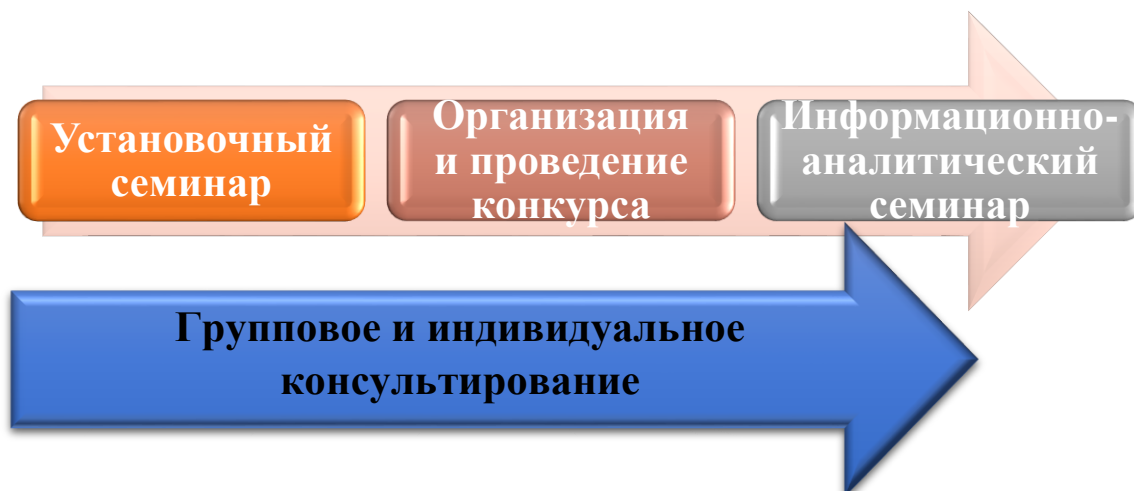 Установочный
семинар
Организация
и проведение
конкурса
Информационно-
аналитический
семинар
Групповое и индивидуальное
консультирование